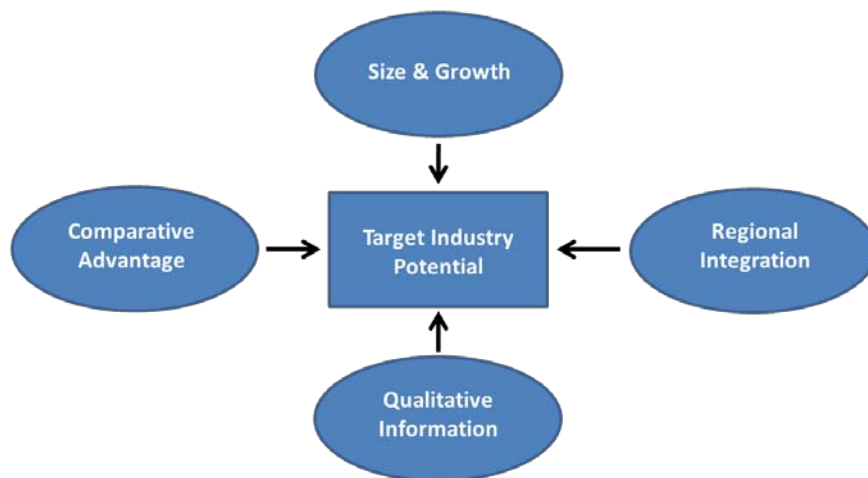 Size & Growth
Comparative
Advantage
Target Industry
Potential
Regional
Integration
Qualitative
Information